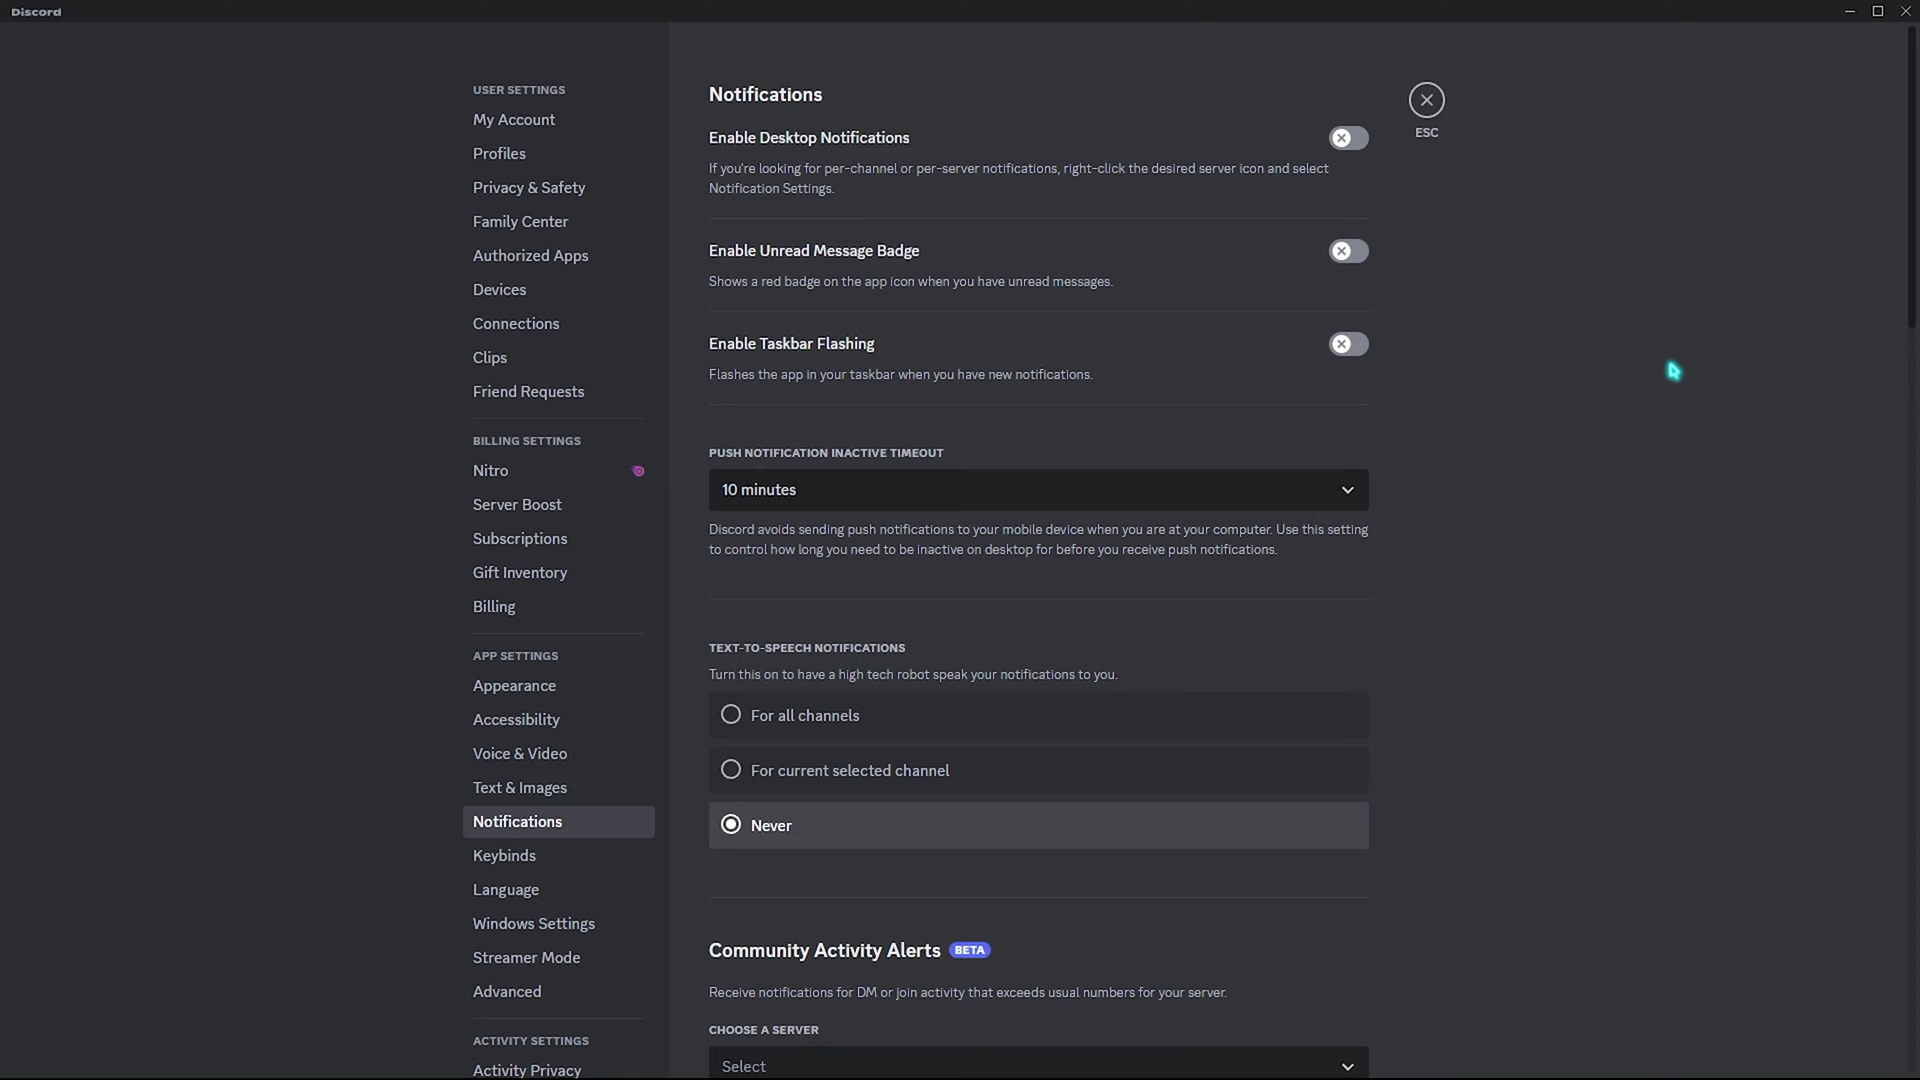 Discord
USER SETTINGS
My Account
Profiles
Privacy & Safety
Family Center
Authorized Apps
Devices
Connections
Clips
Friend Requests
BILLING SETTINGS
Nitro
Server Boost
Subscriptions
Gift Inventory
Billing
APP SETTINGS
Appearance
Accessibility
Voice & Video
Text & Images
Notifications
Keybinds
Language
Windows Settings
Streamer Mode
Advanced
ACTIVITY SETTINGS
Activity Privacy
Notifications
ESC
Enable Desktop Notifications
If you're looking for per-channel or per-server notifications, right-click the desired server icon and select
Notification Settings.
Enable Unread Message Badge
Shows a red badge on the app icon when you have unread messages.
Enable Taskbar Flashing
Flashes the app in your taskbar when you have new notifications.
PUSH NOTIFICATION INACTIVE TIMEOUT
10 minutes
Discord avoids sending push notifications to your mobile device when you are at your computer. Use this setting
to control how long you need to be inactive on desktop for before you receive push notifications.
TEXT-TO-SPEECH NOTIFICATIONS
Turn this on to have a high tech robot speak your notifications to you.
For all channels
For current selected channel
Never
Community Activity Alerts BETA
Receive notifications for DM or join activity that exceeds usual numbers for your server.
CHOOSE A SERVER
Select